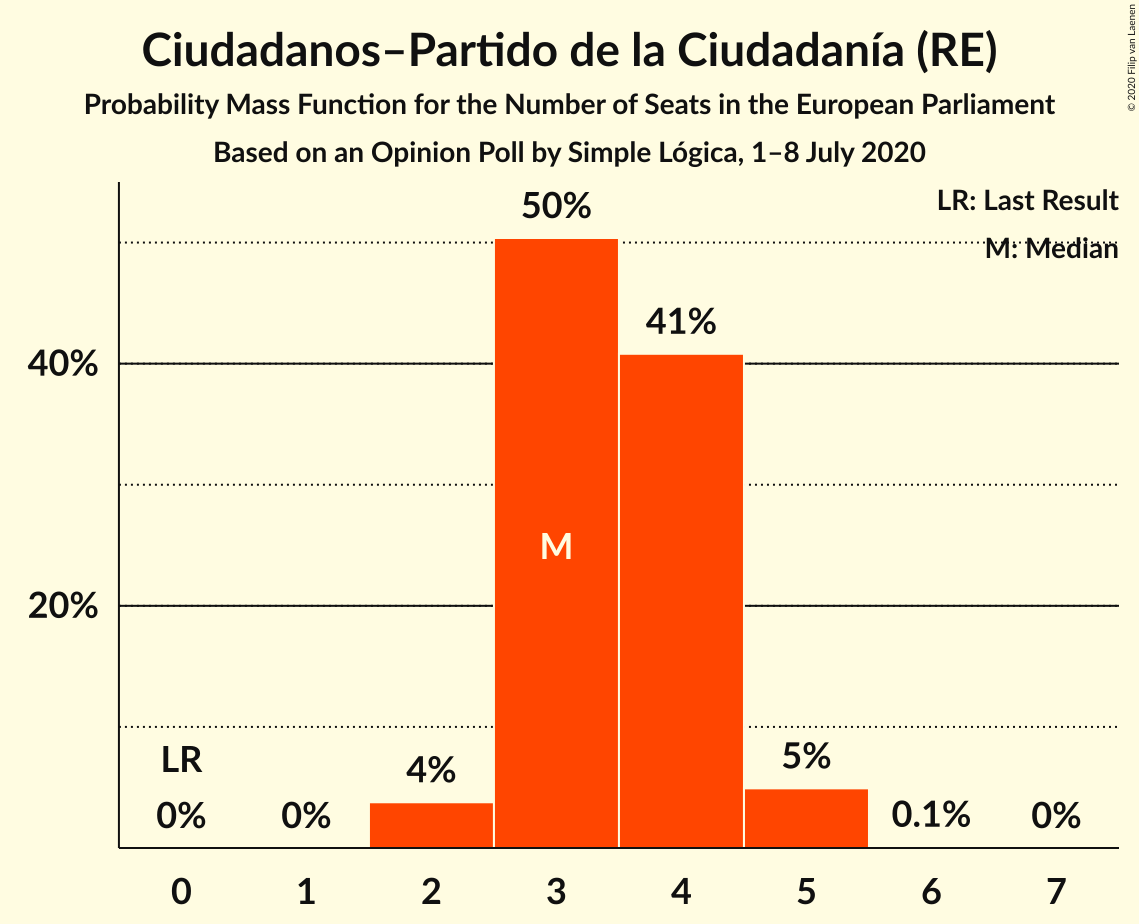 Ciudadanos–Partido de la Ciudadanía (RE)
Probability Mass Function for the Number of Seats in the European Parliament
Based on an Opinion Poll by Simple Lógica, 1–8 July 2020
© 2020 Filip van Laenen
LR: Last Result
M: Median
50%
41%
40%
M
20%
LR
0%
0%
4%
5%
0.1%
0%
0 1 2 3 4 5 6 7